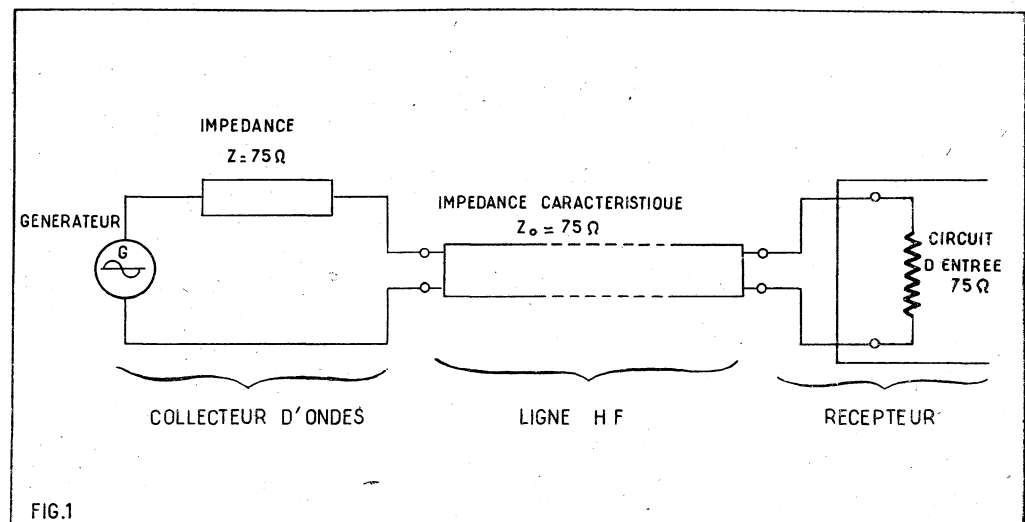 IMPEDANCE
Z = 75 Ω
GENERATEUR
G
IMPEDANCE CARACTERISTIQUE
Zo = 75 Ω
CIRCUIT
D ENTREE
75 Ω
COLLECTEUR D'ONDES
LIGNE H F
RECEPTEUR
FIG.1